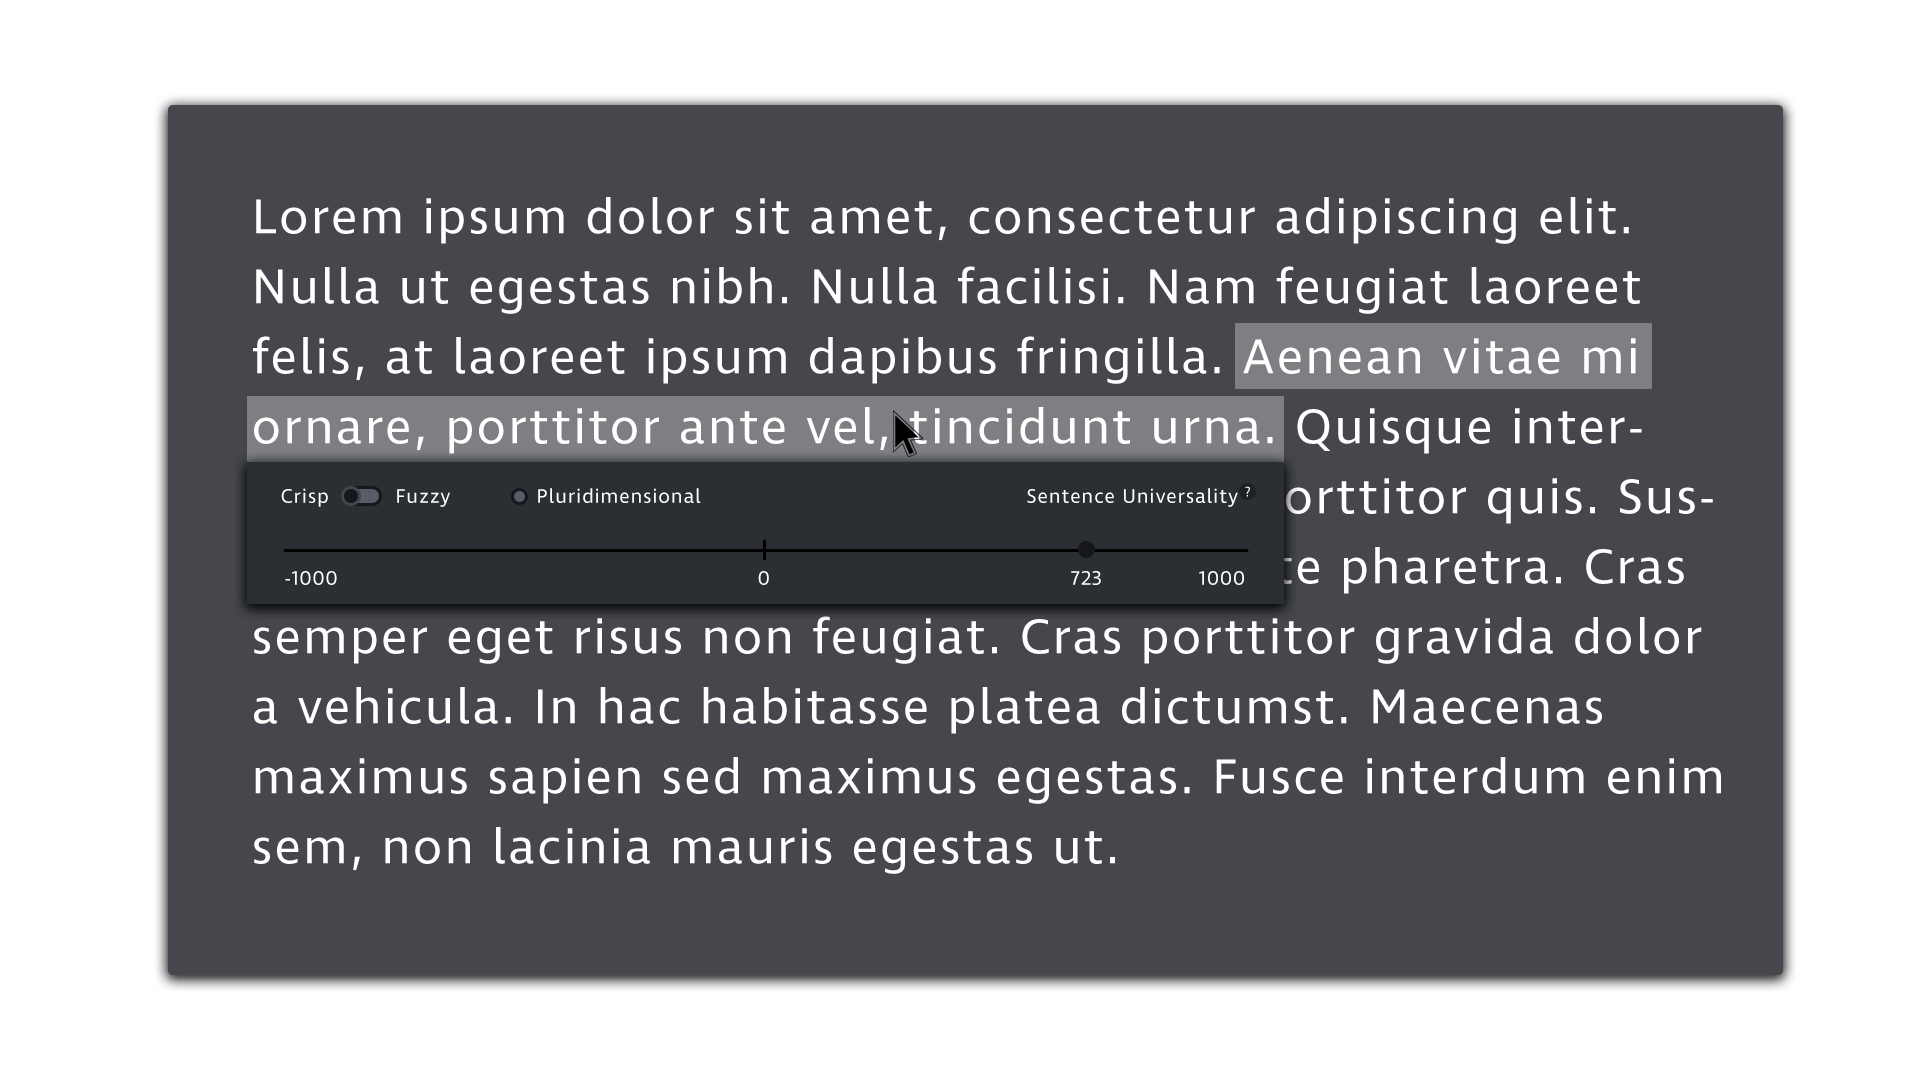 Lorem ipsum dolor sit amet, consectetur adipiscing elit.
Nulla ut egestas nibh. Nulla facilisi. Nam feugiat laoreet
felis, at laoreet ipsum dapibus fringilla. Aenean vitae mi
ornare, porttitor ante vel, tincidunt urna. Quisque inter-
Crisp Fuzzy Pluridimensional Sentence Universality?
orttitor quis. Sus-
-1000 0 723 1000
pharetra. Cras
semper eget risus non feugiat. Cras porttitor gravida dolor
a vehicula. In hac habitasse platea dictumst. Maecenas
maximus sapien sed maximus egestas. Fusce interdum enim
sem, non lacinia mauris egestas ut.